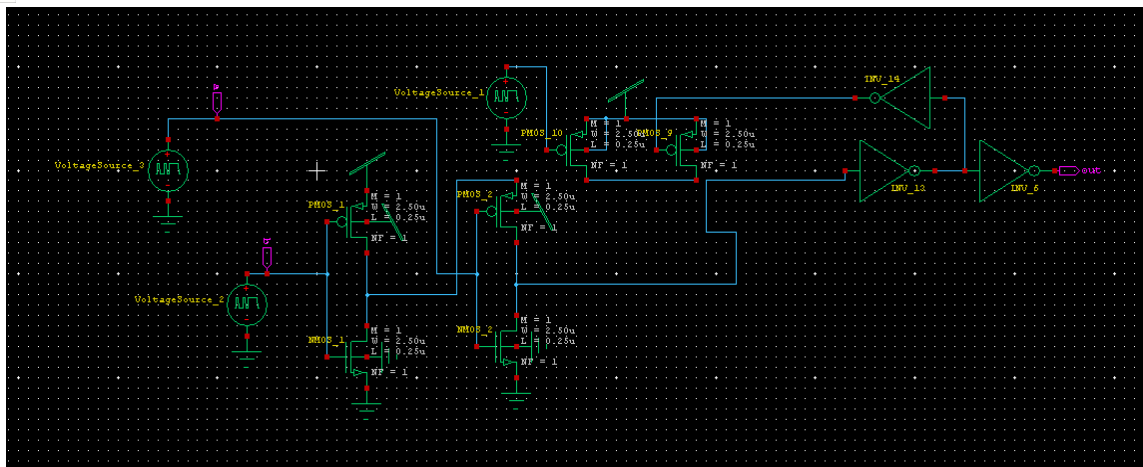 INV_14
VoltageSource_1
M = 1
W = 2.50u
L = 0.25u
NF = 1
PMOS_10
M = 1
W = 2.50u
L = 0.25u
NF = 1
PMOS_9
VoltageSource_3
INV_13
INV_6
out
PMOS_1
M = 1
W = 2.50u
L = 0.25u
NF = 1
PMOS_2
M = 1
W = 2.50u
L = 0.25u
NF = 1
VoltageSource_2
NMOS_1
M = 1
W = 2.50u
L = 0.25u
NF = 1
NMOS_2
M = 1
W = 2.50u
L = 0.25u
NF = 1